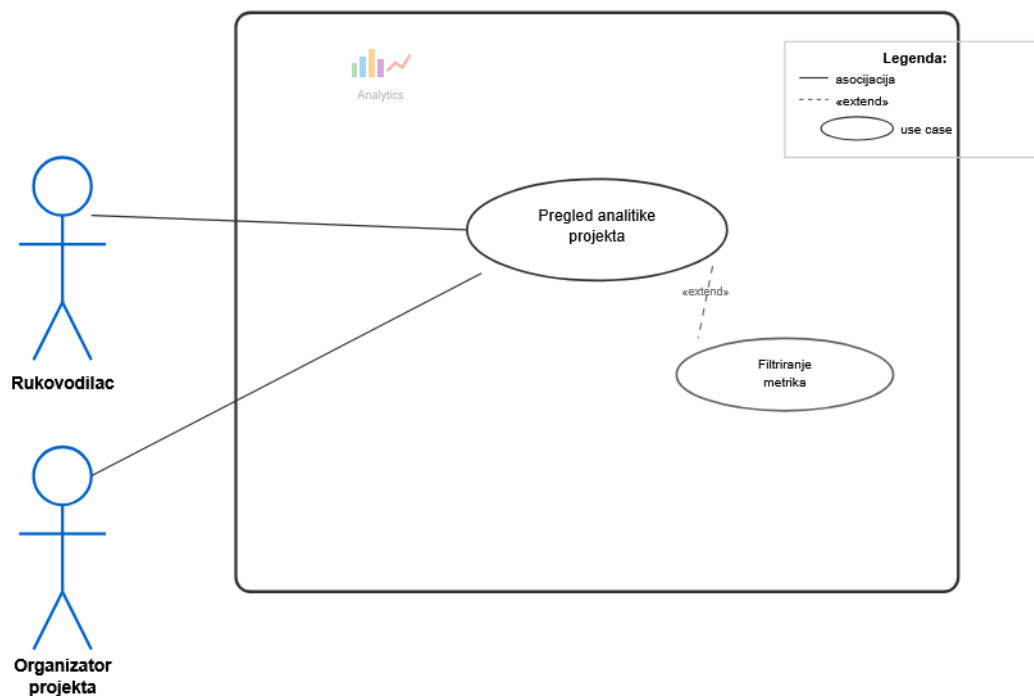 Analytics
Legenda:
asocijacija
«extend»
use case
Pregled analitike
projekta
«extend»
Filtriranje
metrika
Rukovodilac
Organizator
projekta